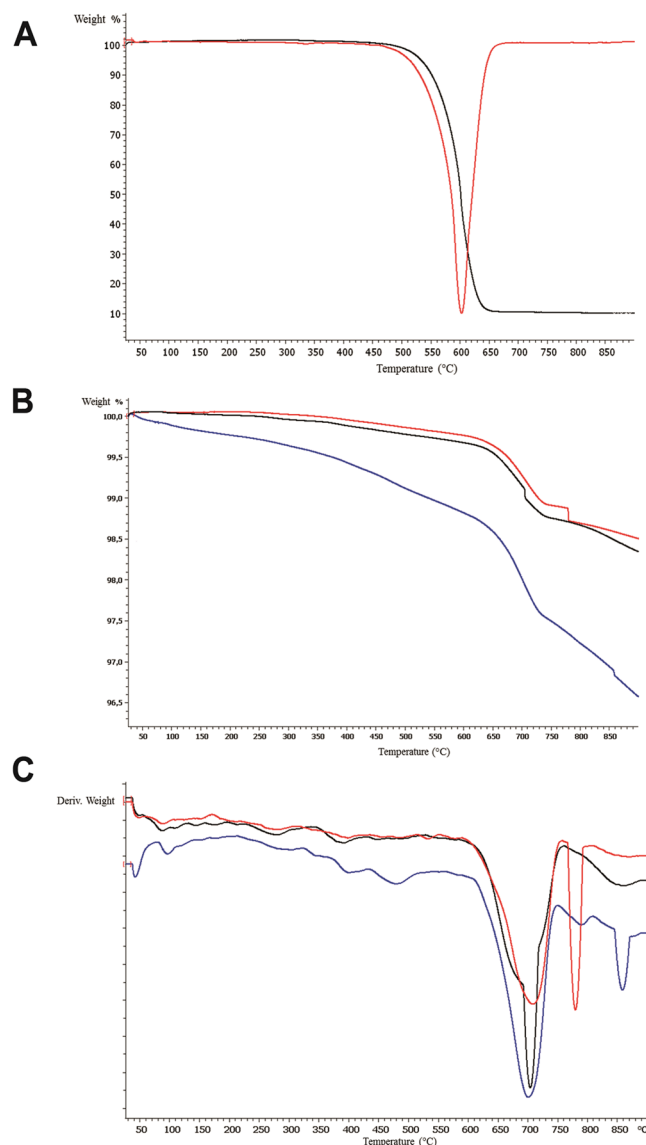 A
Weight %
100
90
80
70
60
50
40
30
20
10
50 100 150 200 250 300 350 400 450 500 550 600 650 700 750 800 850
Temperature (°C)
B
Weight %
100,0
99,5
99,0
98,5
98,0
97,5
97,0
96,5
50 100 150 200 250 300 350 400 450 500 550 600 650 700 750 800 850
Temperature (°C)
C
Deriv. Weight
50 100 150 200 250 300 350 400 450 500 550 600 650 700 750 800 850 °C
Temperature (°C)